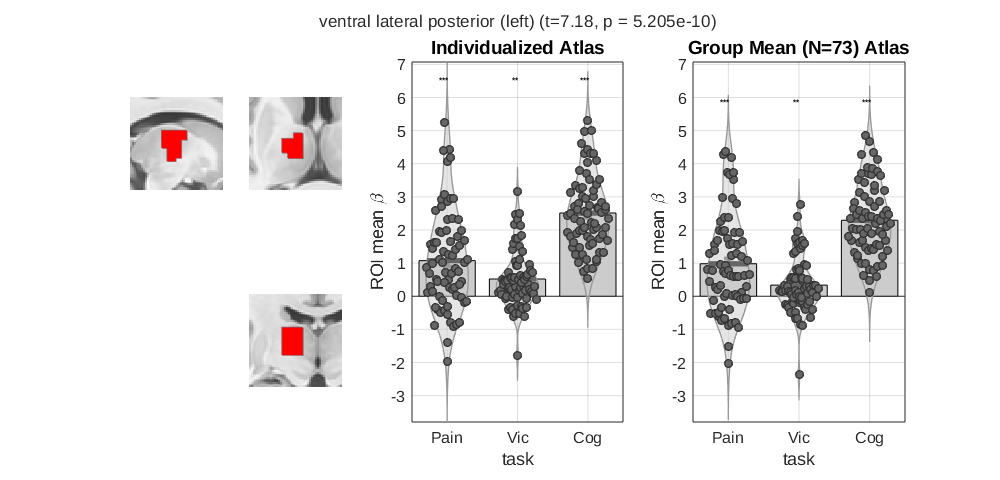 ventral lateral posterior (left) (t=7.18, p = 5.205e-10)
Individualized Atlas
7
6
5
4
3
2
1
0
-1
-2
-3
ROI mean β
*** ** ***
Pain Vic Cog
task
Group Mean (N=73) Atlas
7
6
5
4
3
2
1
0
-1
-2
-3
ROI mean β
*** ** ***
Pain Vic Cog
task